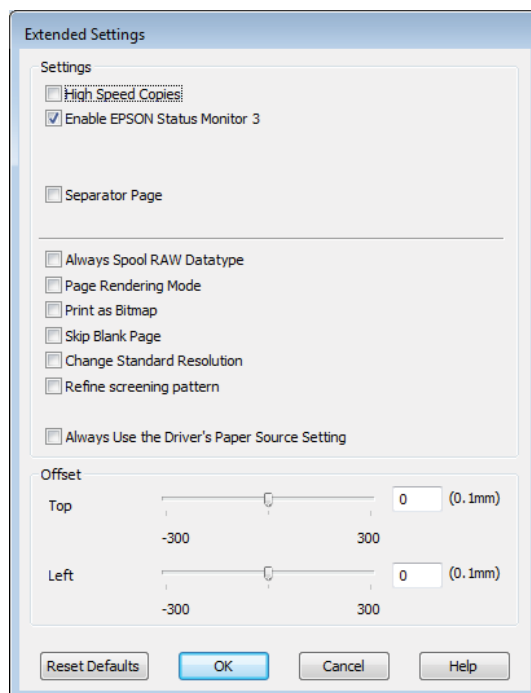 Extended Settings
Settings
High Speed Copies
Enable EPSON Status Monitor 3
Separator Page
Always Spool RAW Datatype
Page Rendering Mode
Print as Bitmap
Skip Blank Page
Change Standard Resolution
Refine screening pattern
Always Use the Driver's Paper Source Setting
Offset
Top 0 (0.1mm)
-300 300
Left 0 (0.1mm)
-300 300
Reset Defaults OK Cancel Help